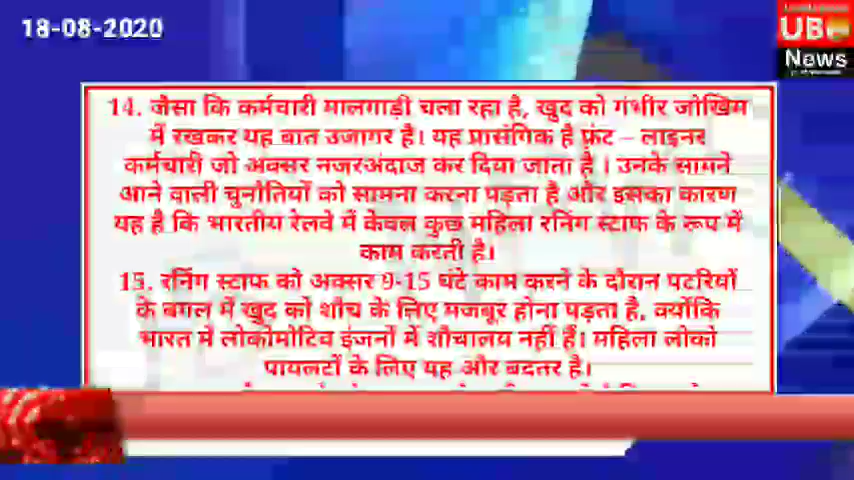 18-08-2020
UB
News
14. जैसा कि कर्मचारी मालगाड़ी चला रहा है, खुद को गंभीर जोखिम
में रखकर यह बात उजागर है। यह प्रासंगिक है फ्रंट – लाइनर
कर्मचारी जो अक्सर नजरअंदाज कर दिया जाता है । उनके सामने
आने वाली चुनौतियों को सामना करना पड़ता है और इसका कारण
यह है कि भारतीय रेलवे में केवल कुछ महिला रनिंग स्टाफ के रूप में
काम करती है।
15. रनिंग स्टाफ को अक्सर 9-15 घंटे काम करने के दौरान पटरियों
के बगल में खुद को शौच के लिए मजबूर होना पड़ता है, क्योंकि
भारत में लोकोमोटिव इंजनों में शौचालय नहीं हैं। महिला लोको
पायलटों के लिए यह और बदतर है।